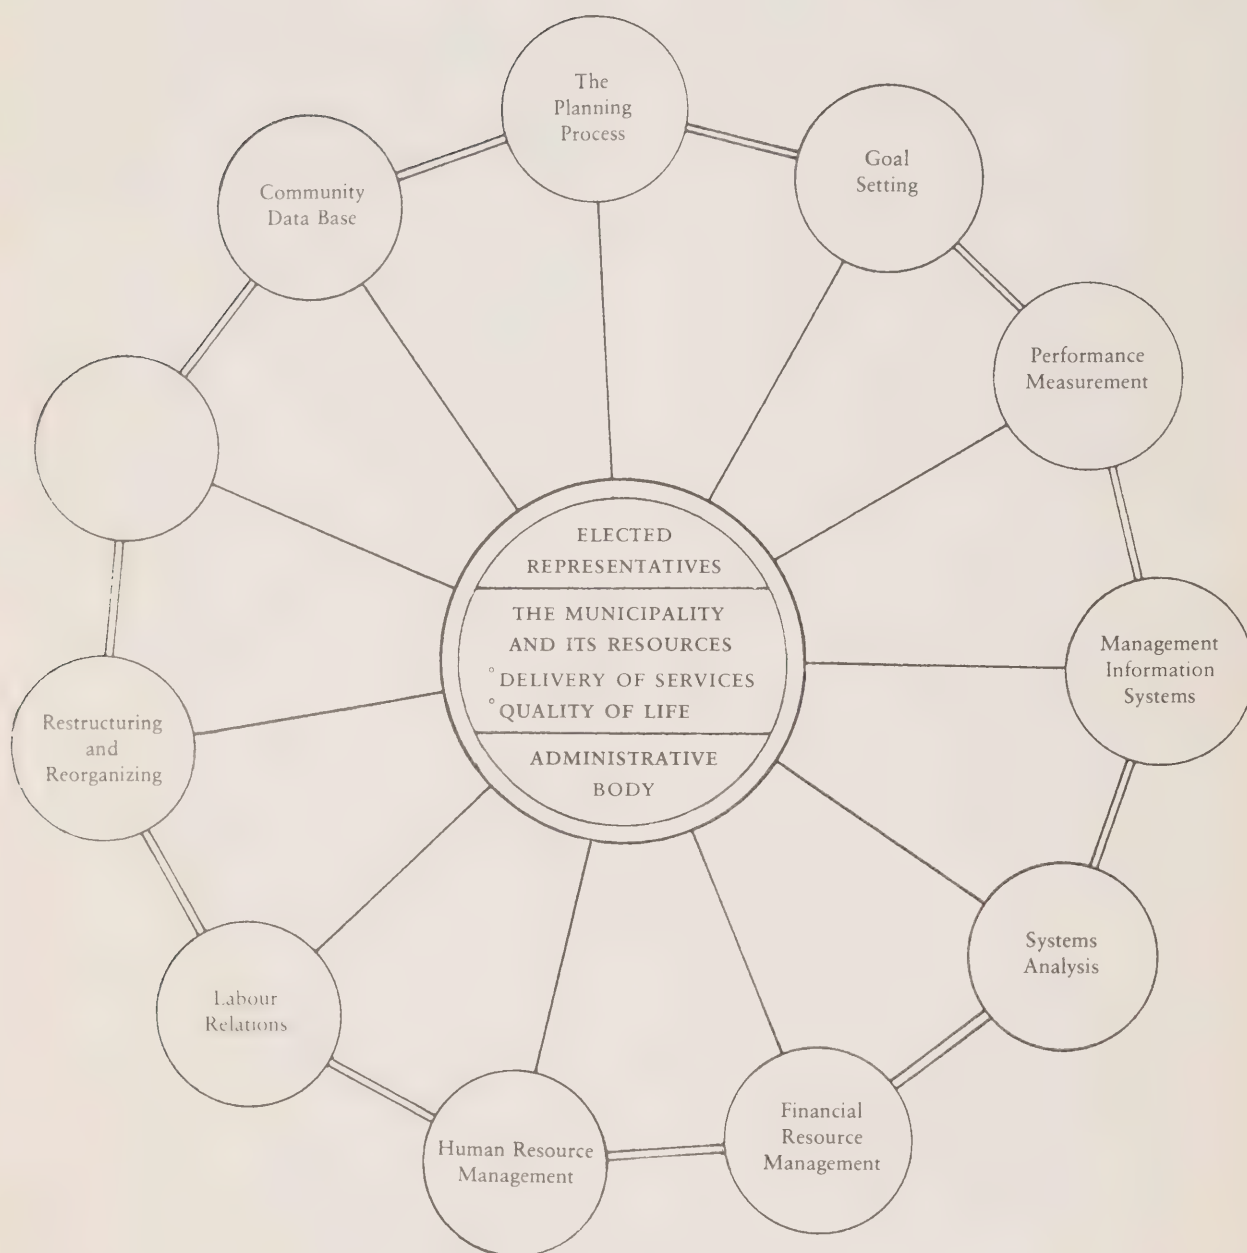 The
Planning
Process
Goal
Setting
Community
Data Base
Performance
Measurement
ELECTED
REPRESENTATIVES
THE MUNICIPALITY
AND ITS RESOURCES
° DELIVERY OF SERVICES
° QUALITY OF LIFE
ADMINISTRATIVE
BODY
Management
Information
Systems
Restructuring
and
Reorganizing
Systems
Analysis
Labour
Relations
Financial
Resource
Management
Human Resource
Management